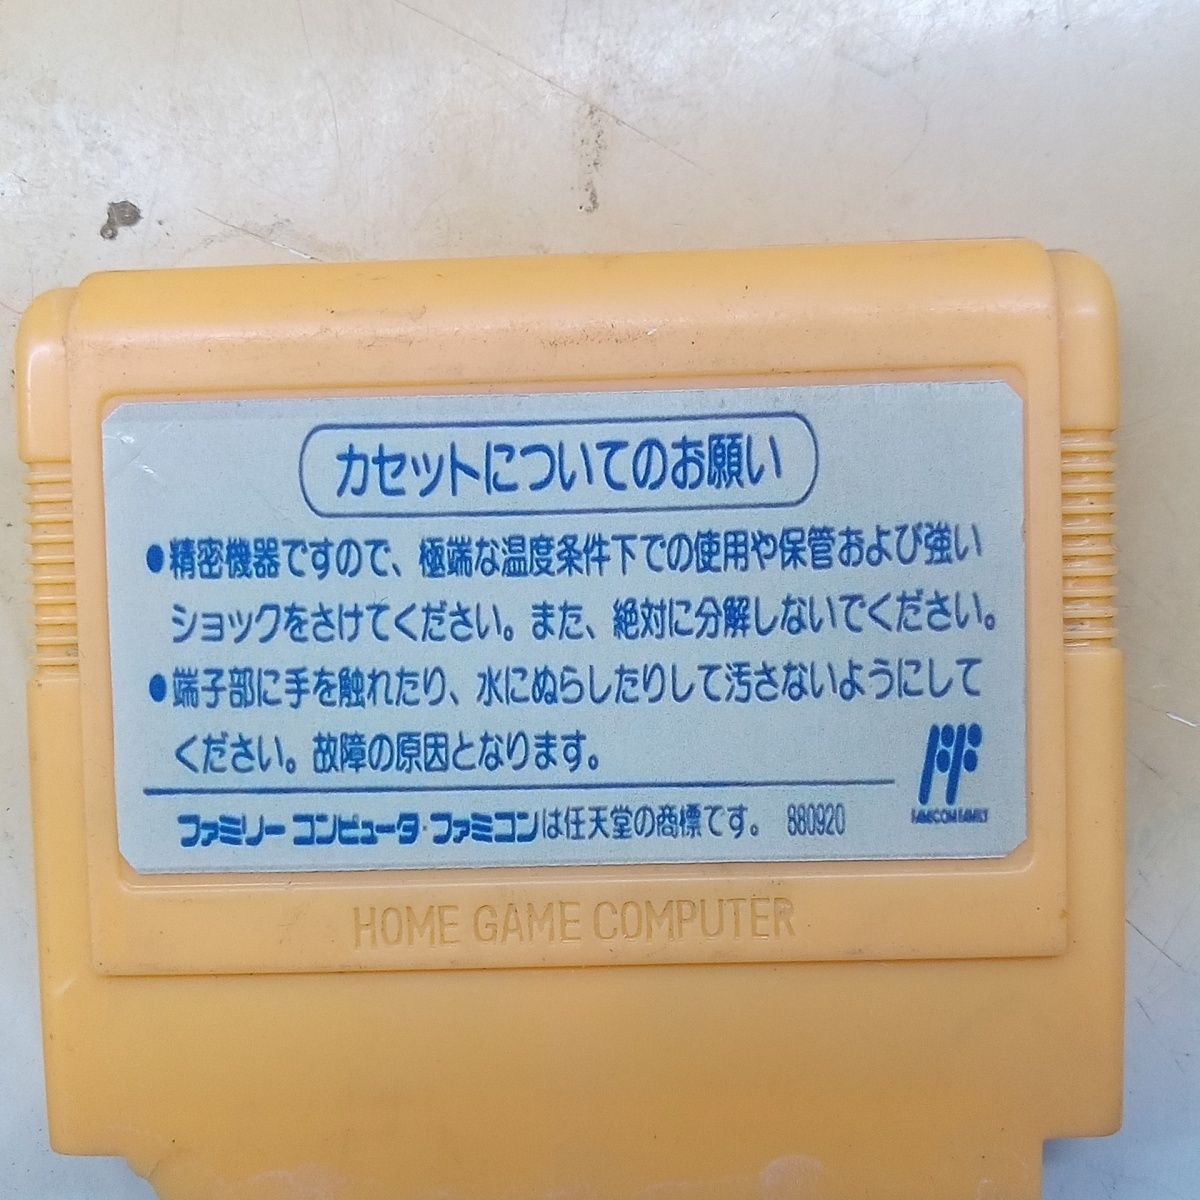 カセットについてのお願い
●精密機器ですので、極端な温度条件下での使用や保管および強い
ショックをさけてください。また、絶対に分解しないでください。
●端子部に手を触れたり、水にぬらしたりして汚さないようにして
ください。故障の原因となります。
FAMICOM FAMILY
ファミリーコンピュータ・ファミコンは任天堂の商標です。 880920
HOME GAME COMPUTER